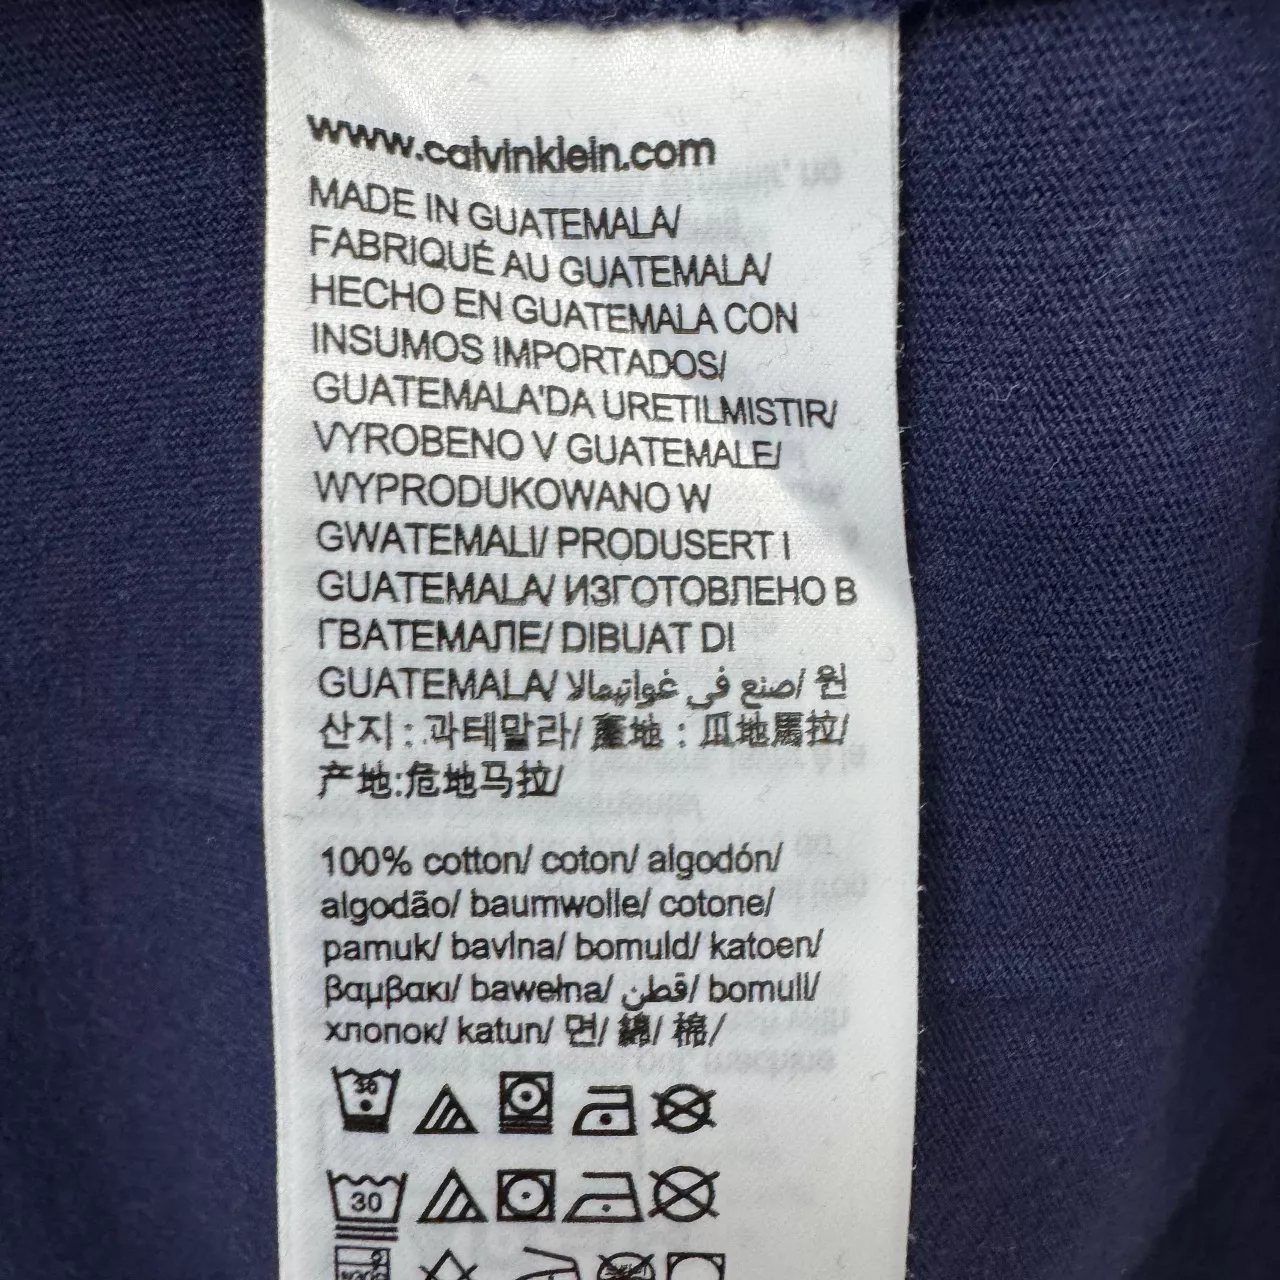 www.calvinklein.com
MADE IN GUATEMALA/
FABRIQUÉ AU GUATEMALA/
HECHO EN GUATEMALA CON
INSUMOS IMPORTADOS/
GUATEMALA'DA URETILMISTIR/
VYROBENO V GUATEMALE/
WYPRODUKOWANO W
GWATEMALI/ PRODUSERT I
GUATEMALA/ ИЗГОТОВЛЕНО В
ГВАТЕМАЛЕ/ DIBUAT DI
GUATEMALA/ صنع في غواتيمالا/ 원
산지 : 과테말라/ 產地 : 瓜地馬拉/
产地:危地马拉/
100% cotton/ coton/ algodón/
algodão/ baumwolle/ cotone/
pamuk/ bavlna/ bomuld/ katoen/
βαμβακι/ bawełna/ قطن/ bomull/
хлопок/ katun/ 면/ 綿/ 棉/
30
30